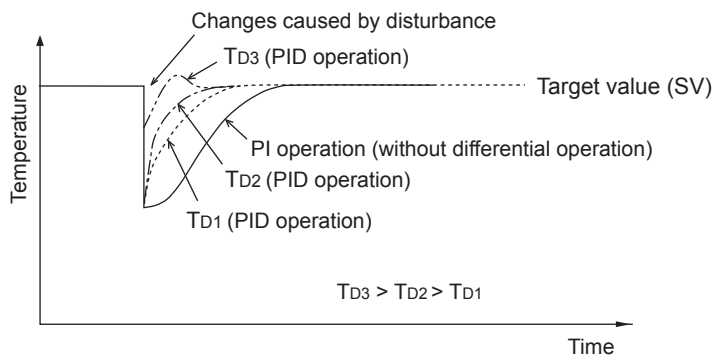 Changes caused by disturbance
TD3 (PID operation)
Target value (SV)
Temperature
PI operation (without differential operation)
TD2 (PID operation)
TD1 (PID operation)
TD3 > TD2 > TD1
Time